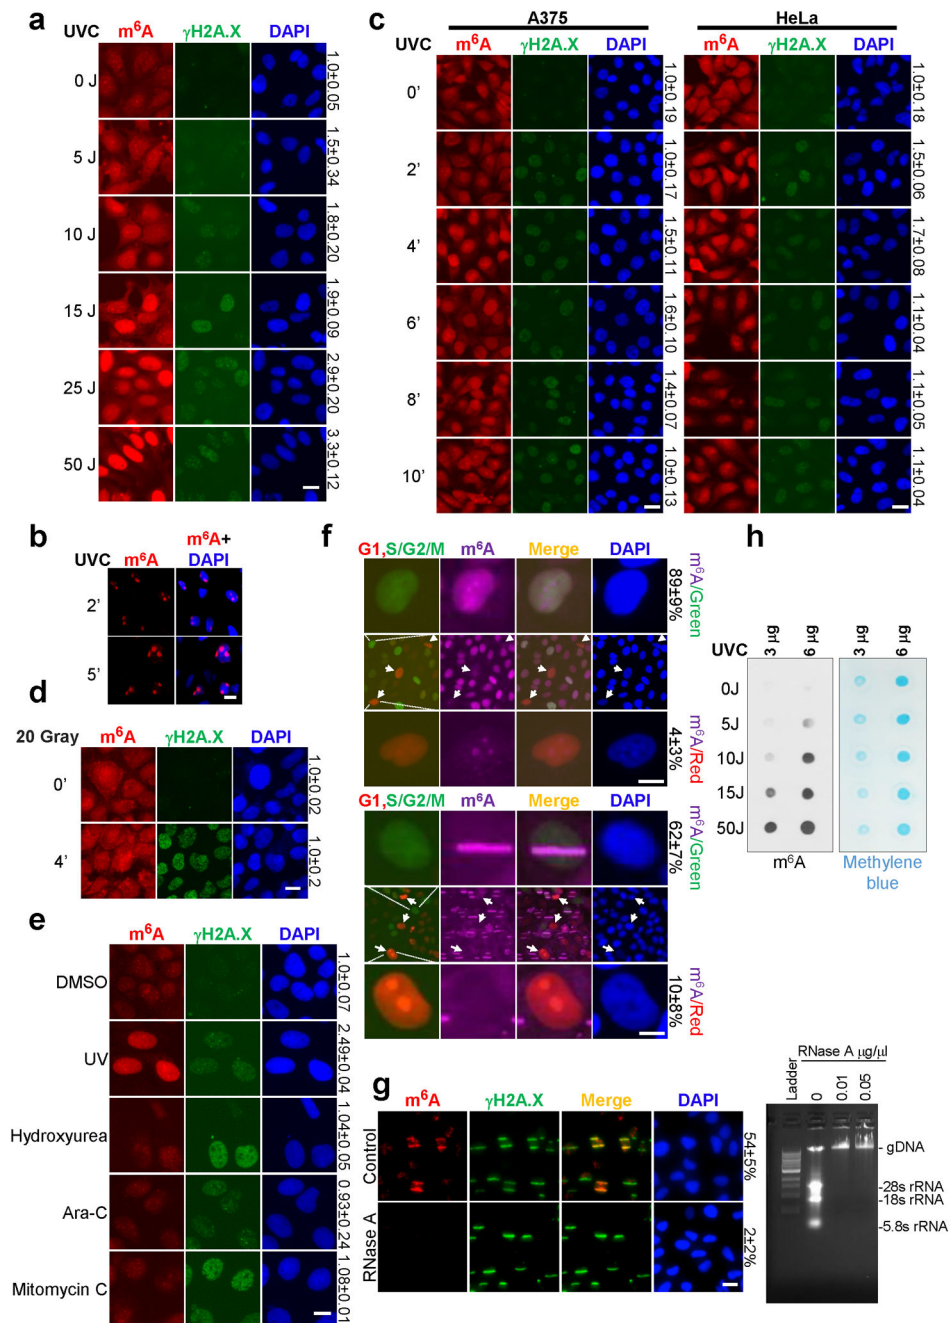 a
UVC m⁶A γH2A.X DAPI
0 J 1.0±0.05
5 J 1.5±0.34
10 J 1.8±0.20
15 J 1.9±0.09
25 J 2.9±0.20
50 J 3.3±0.12
b
m⁶A+
UVC m⁶A DAPI
2'
5'
d
20 Gray m⁶A γH2A.X DAPI
0' 1.0±0.02
4' 1.0±0.2
e
m⁶A γH2A.X DAPI
DMSO 1.0±0.07
UV 2.49±0.04
Hydroxyurea 1.04±0.05
Ara-C 0.93±0.24
Mitomycin C 1.08±0.01
c
A375 HeLa
UVC m⁶A γH2A.X DAPI m⁶A γH2A.X DAPI
0' 1.0±0.19 1.0±0.18
2' 1.0±0.17 1.5±0.06
4' 1.5±0.11 1.7±0.08
6' 1.6±0.10 1.1±0.04
8' 1.4±0.07 1.1±0.05
10' 1.0±0.13 1.1±0.04
f
G1,S/G2/M m⁶A Merge DAPI
89±9% m⁶A/Green
4±3% m⁶A/Red
G1,S/G2/M m⁶A Merge DAPI
62±7% m⁶A/Green
10±8% m⁶A/Red
g
m⁶A γH2A.X Merge DAPI
Control 54±5%
RNase A 2±2%
RNase A μg/μl
Ladder 0 0.01 0.05
- gDNA
-28s rRNA
-18s rRNA
-5.8s rRNA
h
UVC 3 μg 6 μg 3 μg 6 μg
0J
5J
10J
15J
50J
m⁶A Methylene
blue